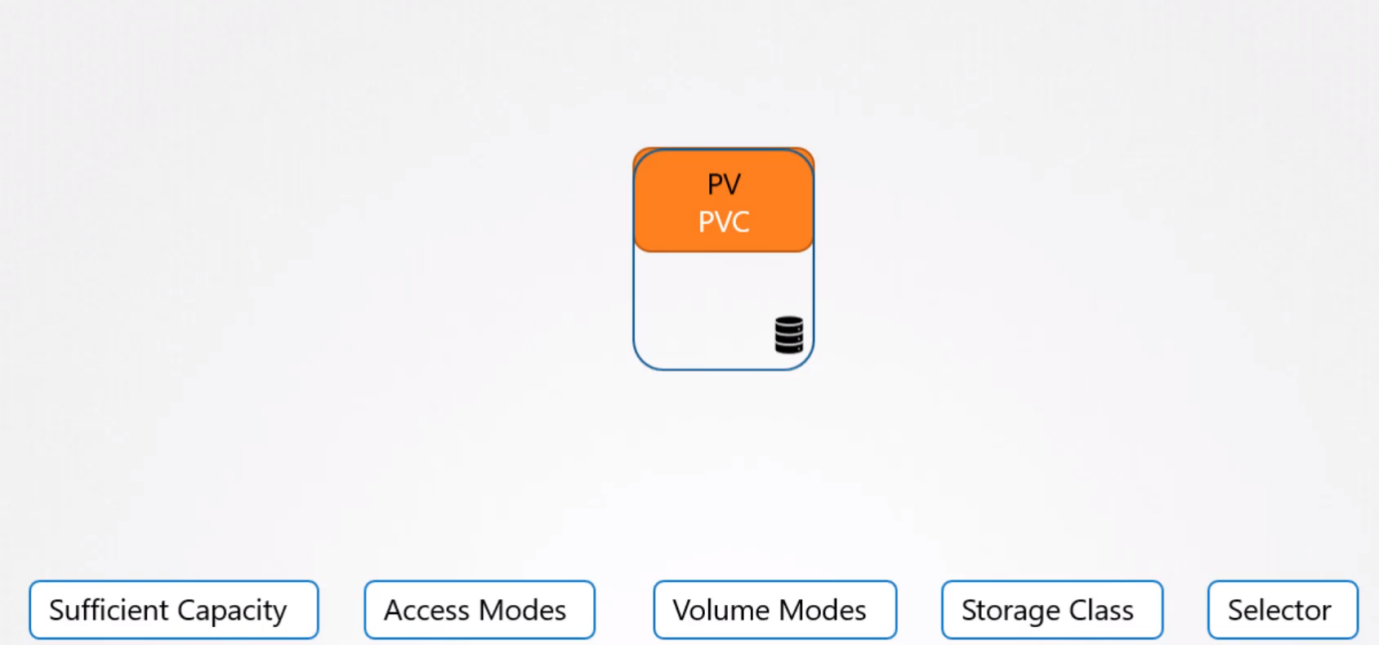 PV
PVC
Sufficient Capacity
Access Modes
Volume Modes
Storage Class
Selector